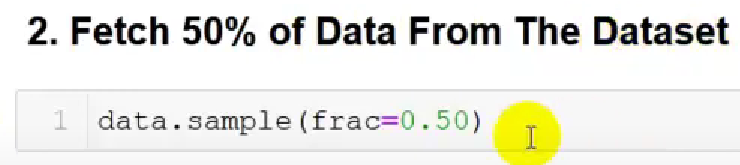 2. Fetch 50% of Data From The Dataset
1 data.sample(frac=0.50)